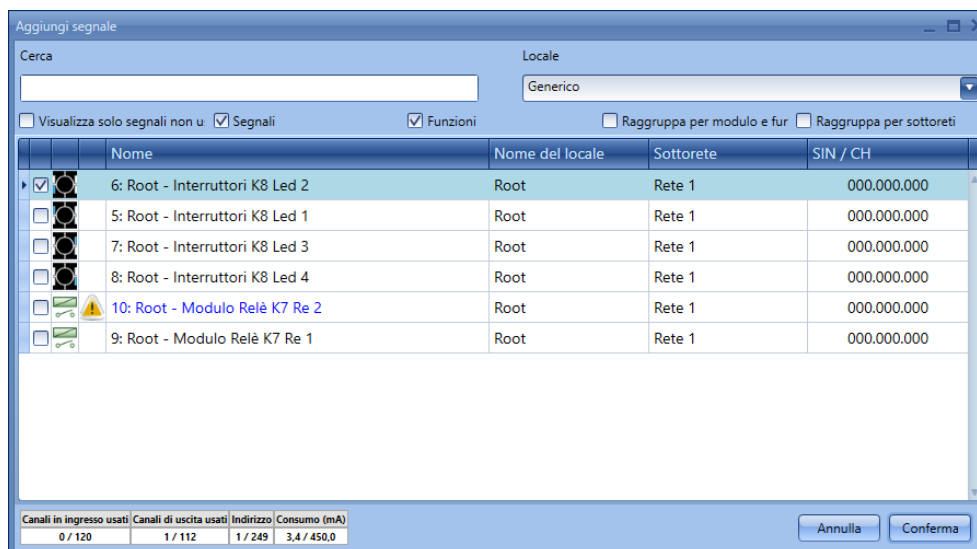 Aggiungi segnale
Cerca Locale
Generico
Visualizza solo segnali non u Segnali Funzioni Raggruppa per modulo e fur Raggruppa per sottoreti
Nome Nome del locale Sottorete SIN / CH
6: Root - Interruttori K8 Led 2 Root Rete 1 000.000.000
5: Root - Interruttori K8 Led 1 Root Rete 1 000.000.000
7: Root - Interruttori K8 Led 3 Root Rete 1 000.000.000
8: Root - Interruttori K8 Led 4 Root Rete 1 000.000.000
10: Root - Modulo Relè K7 Re 2 Root Rete 1 000.000.000
9: Root - Modulo Relè K7 Re 1 Root Rete 1 000.000.000
Canali in ingresso usati Canali di uscita usati Indirizzo Consumo (mA)
0 / 120 1 / 112 1 / 249 3,4 / 450,0
Annulla Conferma